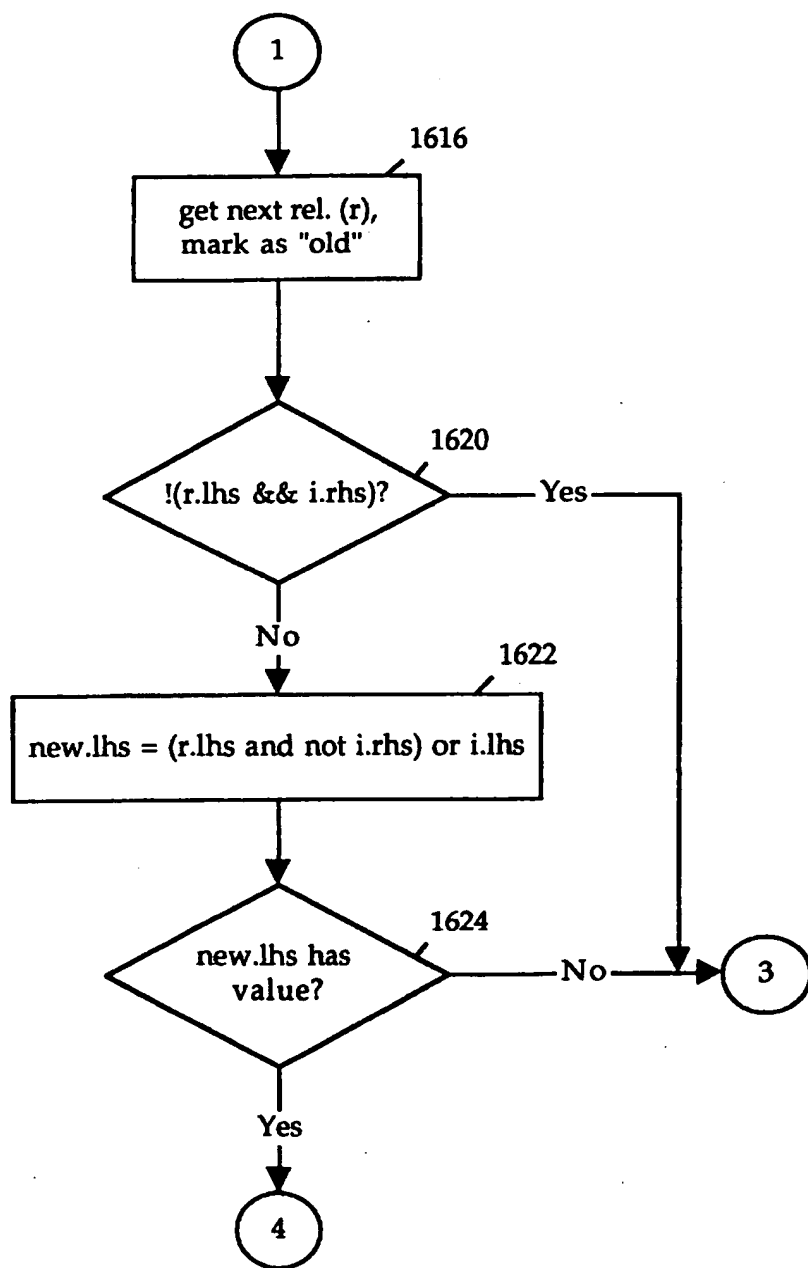 1
1616
get next rel. (r),
mark as "old"
1620
!(r.lhs && i.rhs)?
Yes
No
1622
new.lhs = (r.lhs and not i.rhs) or i.lhs
1624
new.lhs has
value?
No
3
Yes
4